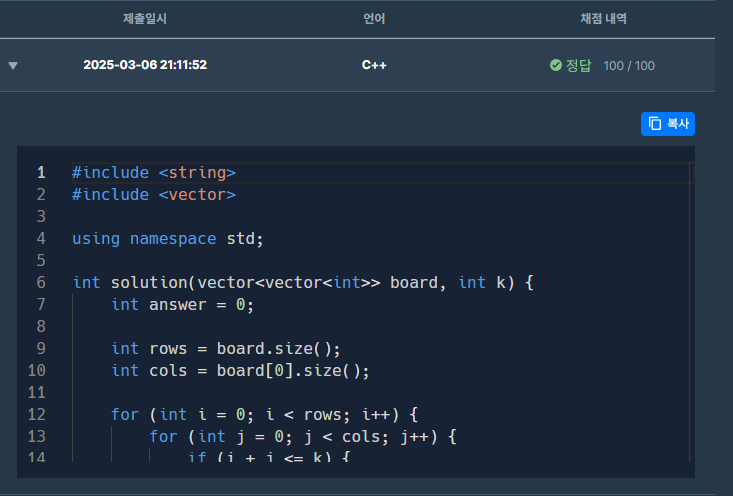 제출일시 언어 채점 내역
2025-03-06 21:11:52 C++ 정답 100 / 100
복사
1 #include <string>
2 #include <vector>
3
4 using namespace std;
5
6 int solution(vector<vector<int>> board, int k) {
7     int answer = 0;
8
9     int rows = board.size();
10     int cols = board[0].size();
11
12     for (int i = 0; i < rows; i++) {
13         for (int j = 0; j < cols; j++) {
14             if (i + j <= k) {